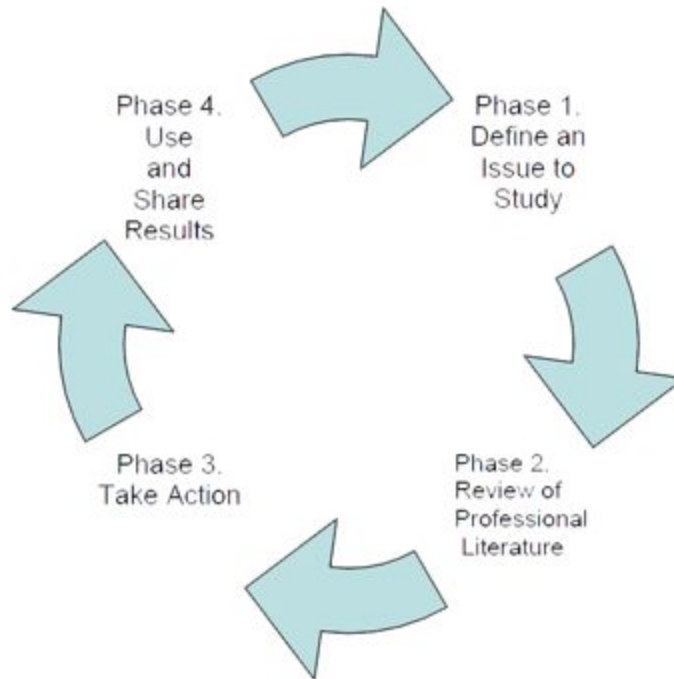 Phase 1.
Define an
Issue to
Study
Phase 2.
Review of
Professional
Literature
Phase 3.
Take Action
Phase 4.
Use
and
Share
Results